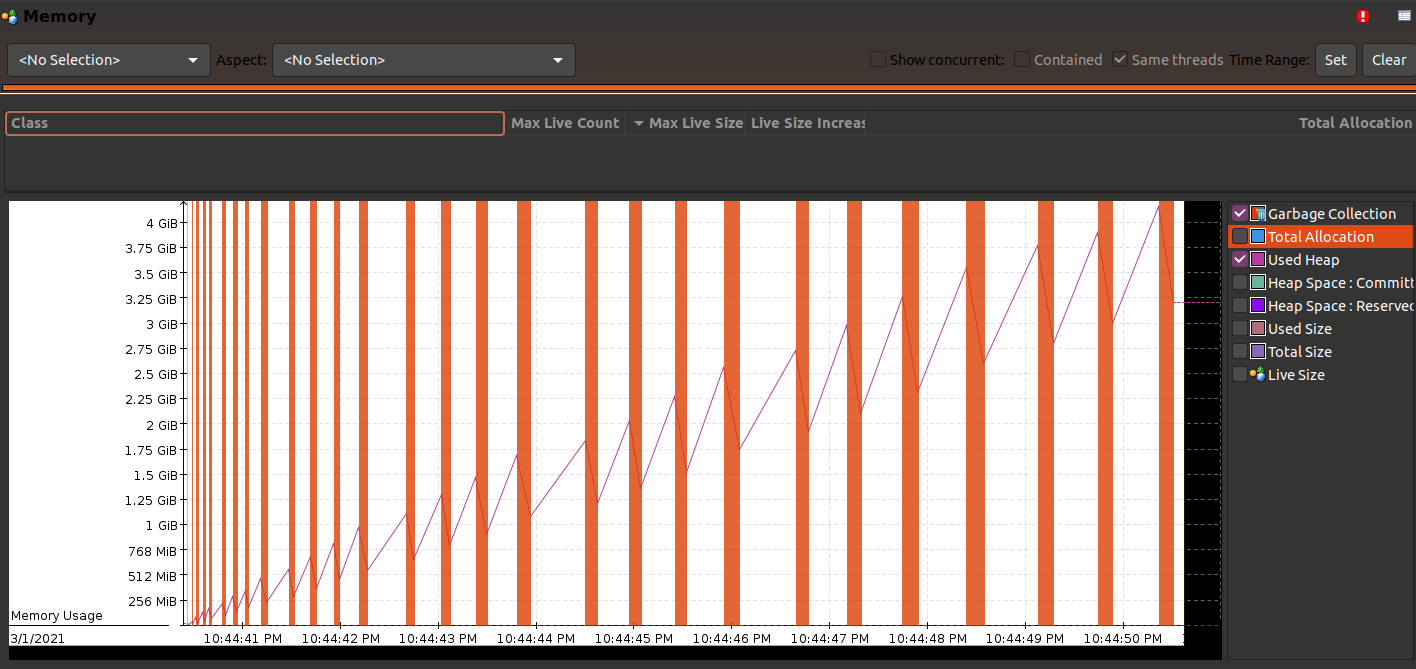 Memory
<No Selection> Aspect: <No Selection> Show concurrent: Contained Same threads Time Range: Set Clear
Class Max Live Count Max Live Size Live Size Increas Total Allocation
4 GiB
3.75 GiB
3.5 GiB
3.25 GiB
3 GiB
2.75 GiB
2.5 GiB
2.25 GiB
2 GiB
1.75 GiB
1.5 GiB
1.25 GiB
1 GiB
768 MiB
512 MiB
256 MiB
Memory Usage
3/1/2021 10:44:41 PM 10:44:42 PM 10:44:43 PM 10:44:44 PM 10:44:45 PM 10:44:46 PM 10:44:47 PM 10:44:48 PM 10:44:49 PM 10:44:50 PM
Garbage Collection
Total Allocation
Used Heap
Heap Space : Committ
Heap Space : Reserved
Used Size
Total Size
Live Size